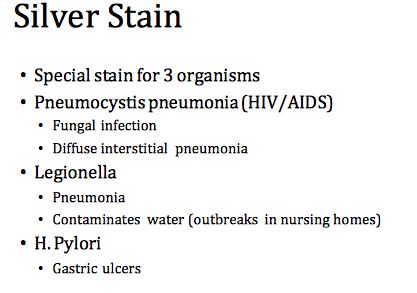 Silver Stain
• Special stain for 3 organisms
• Pneumocystis pneumonia (HIV/AIDS)
• Fungal infection
• Diffuse interstitial pneumonia
• Legionella
• Pneumonia
• Contaminates water (outbreaks in nursing homes)
• H. Pylori
• Gastric ulcers